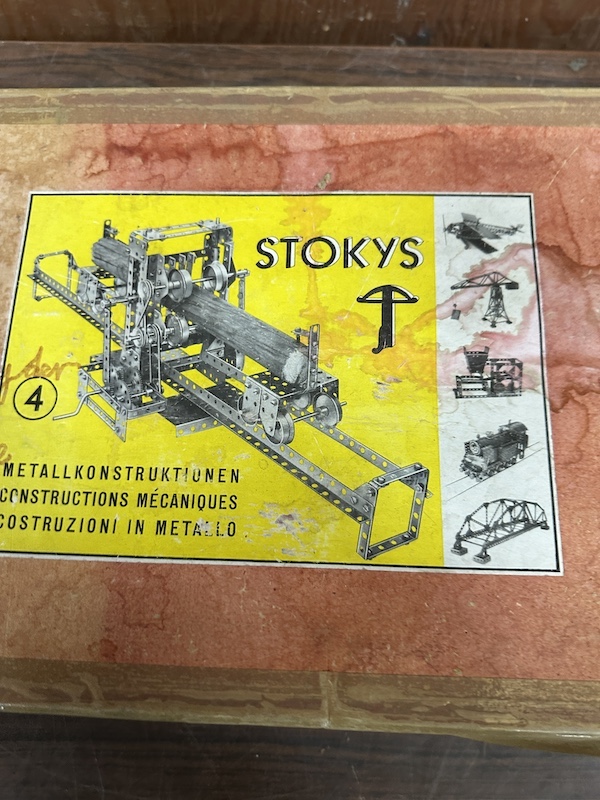 STOKYS
4
METALLKONSTRUKTIONEN
CONSTRUCTIONS MÉCANIQUES
COSTRUZIONI IN METALLO